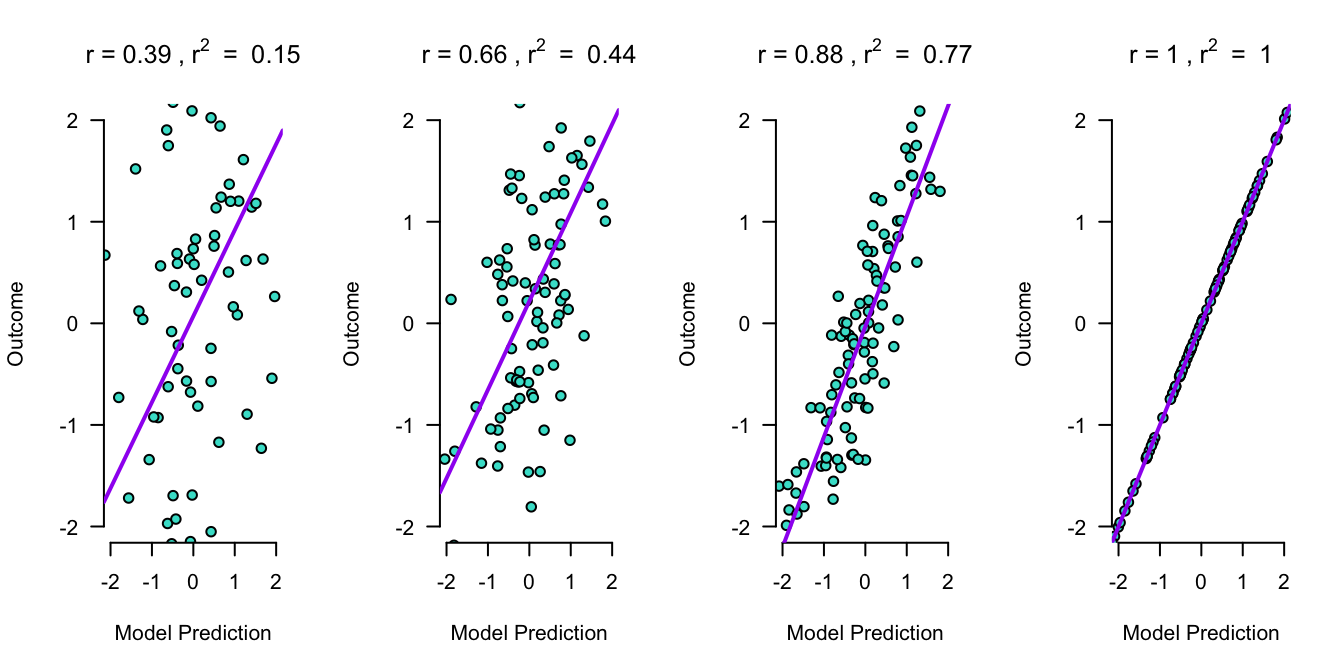 r = 0.39 , r² = 0.15
2
1
0
-1
-2
-2 -1 0 1 2
Outcome
Model Prediction
r = 0.66 , r² = 0.44
2
1
0
-1
-2
-2 -1 0 1 2
Outcome
Model Prediction
r = 0.88 , r² = 0.77
2
1
0
-1
-2
-2 -1 0 1 2
Outcome
Model Prediction
r = 1 , r² = 1
2
1
0
-1
-2
-2 -1 0 1 2
Outcome
Model Prediction